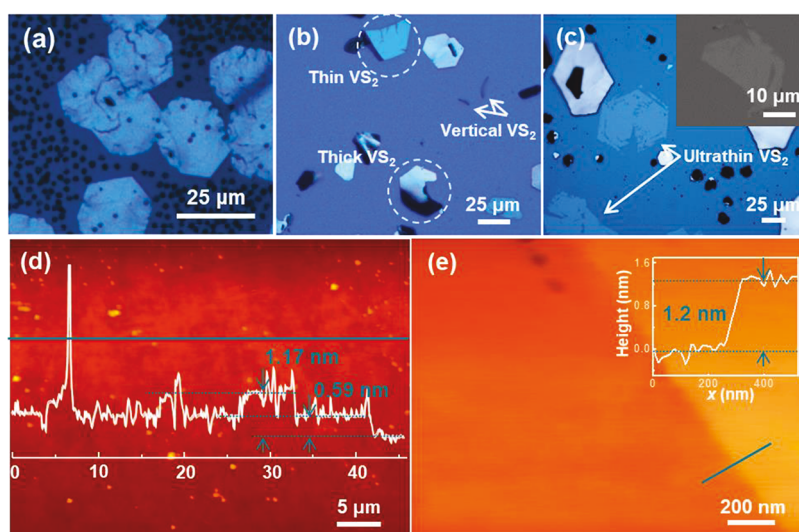 (a)
25 µm
(b)
Thin VS2
Vertical VS2
Thick VS2
25 µm
(c)
10 µm
Ultrathin VS2
25 µm
(d)
1.17 nm
0.59 nm
0 10 20 30 40
5 µm
(e)
Height (nm)
1.6
0.8
0.0
1.2 nm
0 200 400
x (nm)
200 nm